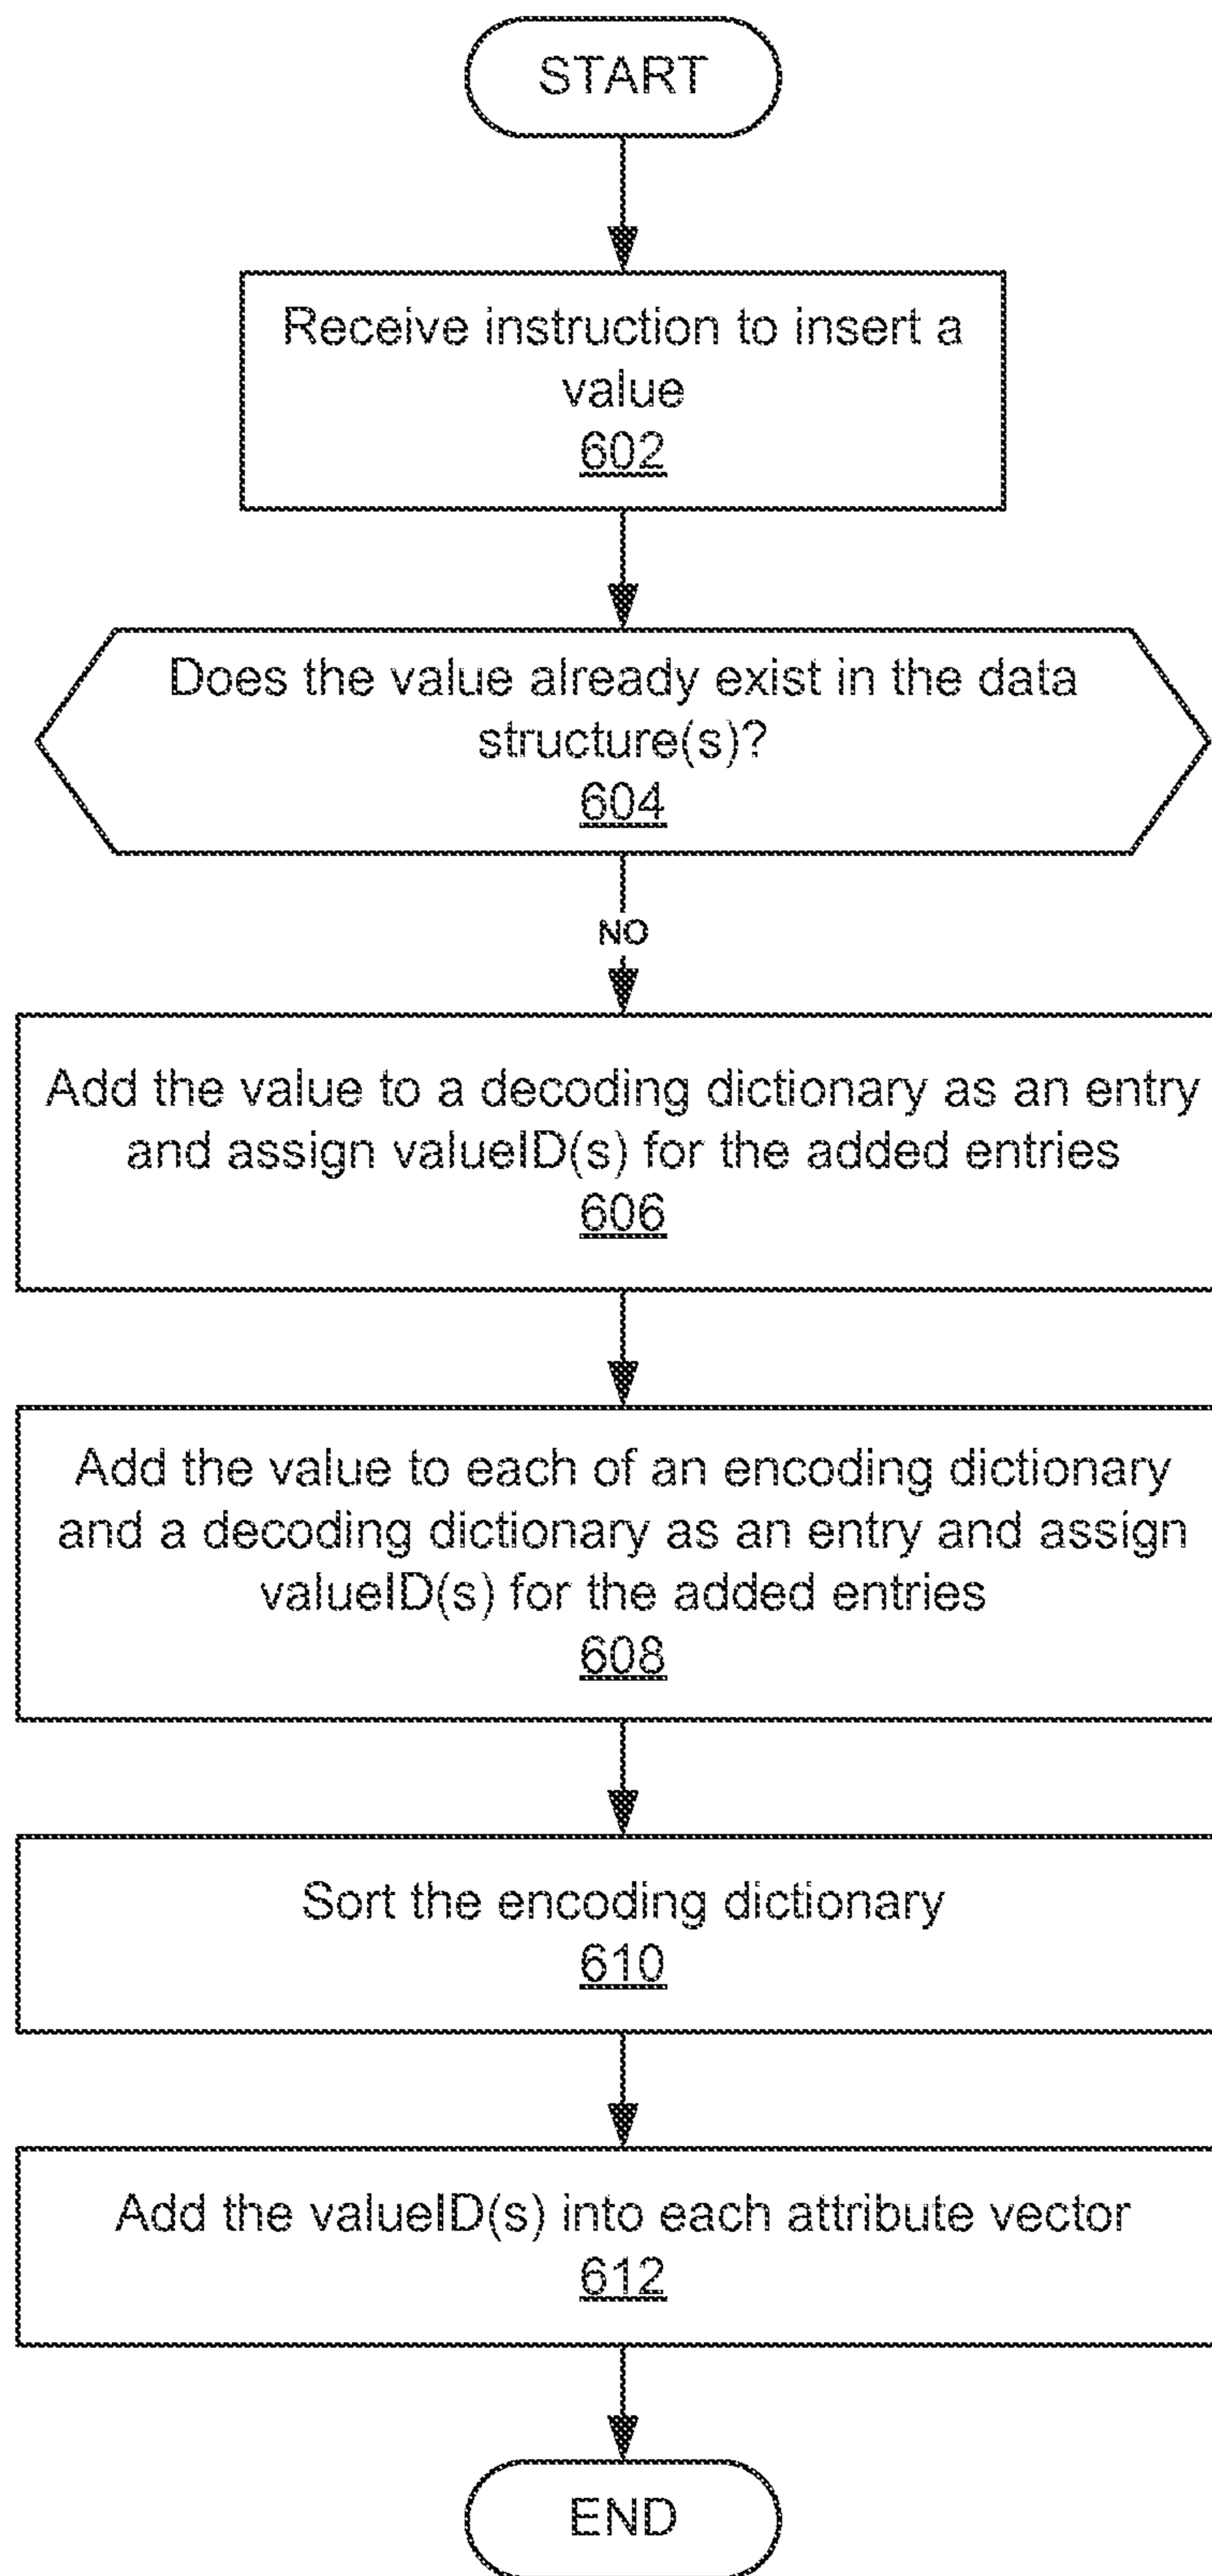 START
Receive instruction to insert a
value
602
Does the value already exist in the data
structure(s)?
604
NO
Add the value to a decoding dictionary as an entry
and assign valueID(s) for the added entries
606
Add the value to each of an encoding dictionary
and a decoding dictionary as an entry and assign
valueID(s) for the added entries
608
Sort the encoding dictionary
610
Add the valueID(s) into each attribute vector
612
END